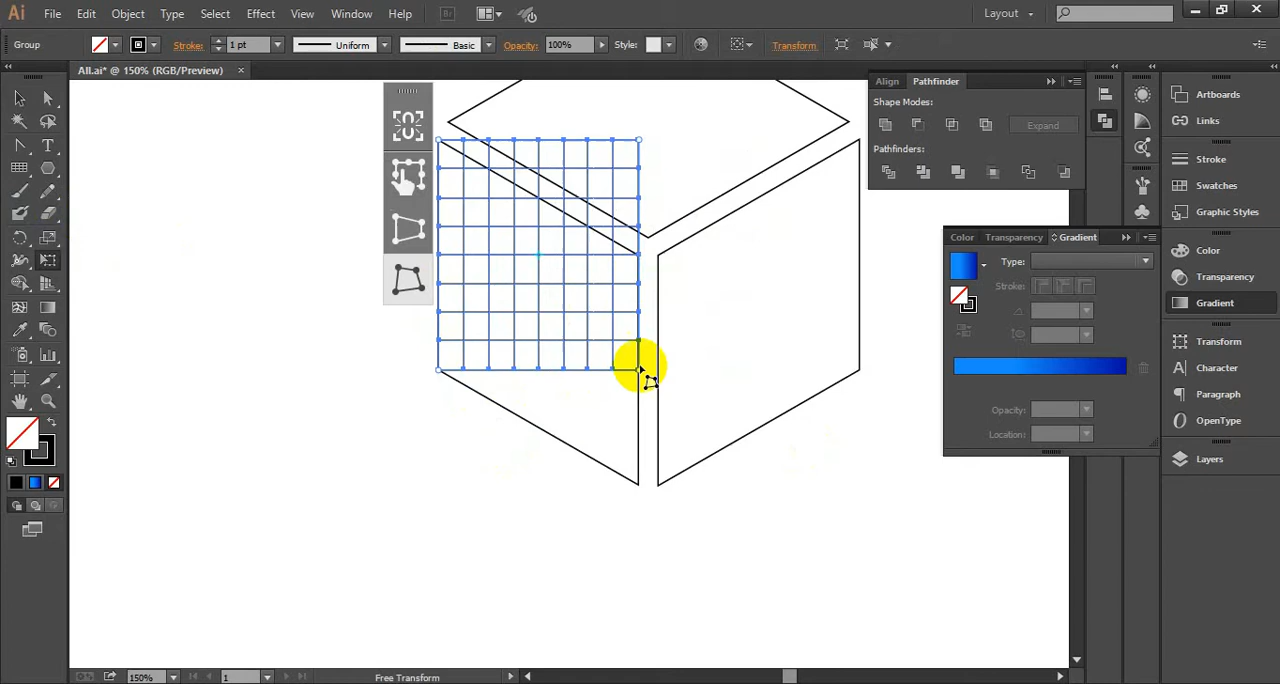 Ai File Edit Object Type Select Effect View Window Help Br Layout
Group Stroke: 1 pt Uniform Basic Opacity: 100% Style: Transform
All.ai* @ 150% (RGB/Preview)
Align Pathfinder
Shape Modes:
Expand
Pathfinders:
Artboards
Links
Stroke
Swatches
Graphic Styles
Color Transparency Gradient
Type:
Stroke:
Opacity:
Location:
Color
Transparency
Gradient
Transform
Character
Paragraph
OpenType
Layers
150% 1 Free Transform